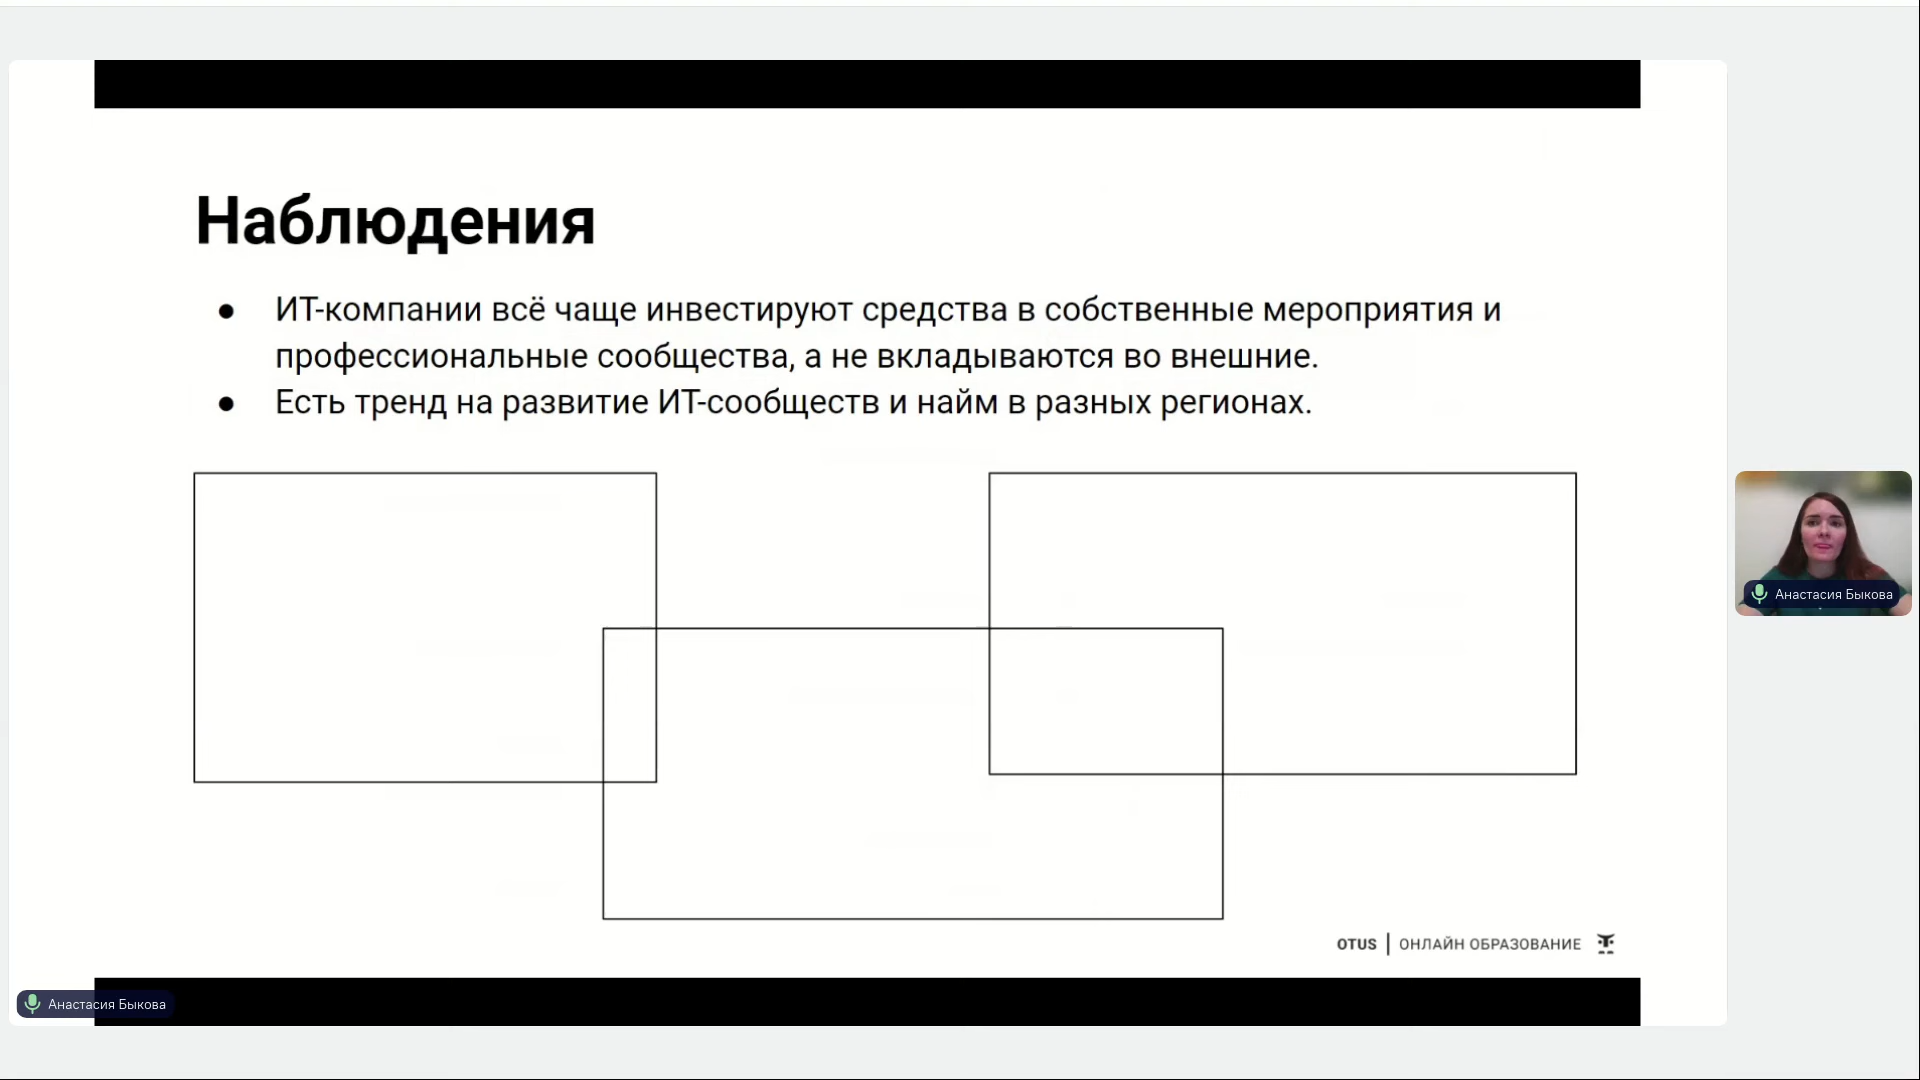 Наблюдения
● ИТ-компании всё чаще инвестируют средства в собственные мероприятия и
профессиональные сообщества, а не вкладываются во внешние.
● Есть тренд на развитие ИТ-сообществ и найм в разных регионах.
Анастасия Быкова
OTUS | ОНЛАЙН ОБРАЗОВАНИЕ
Анастасия Быкова